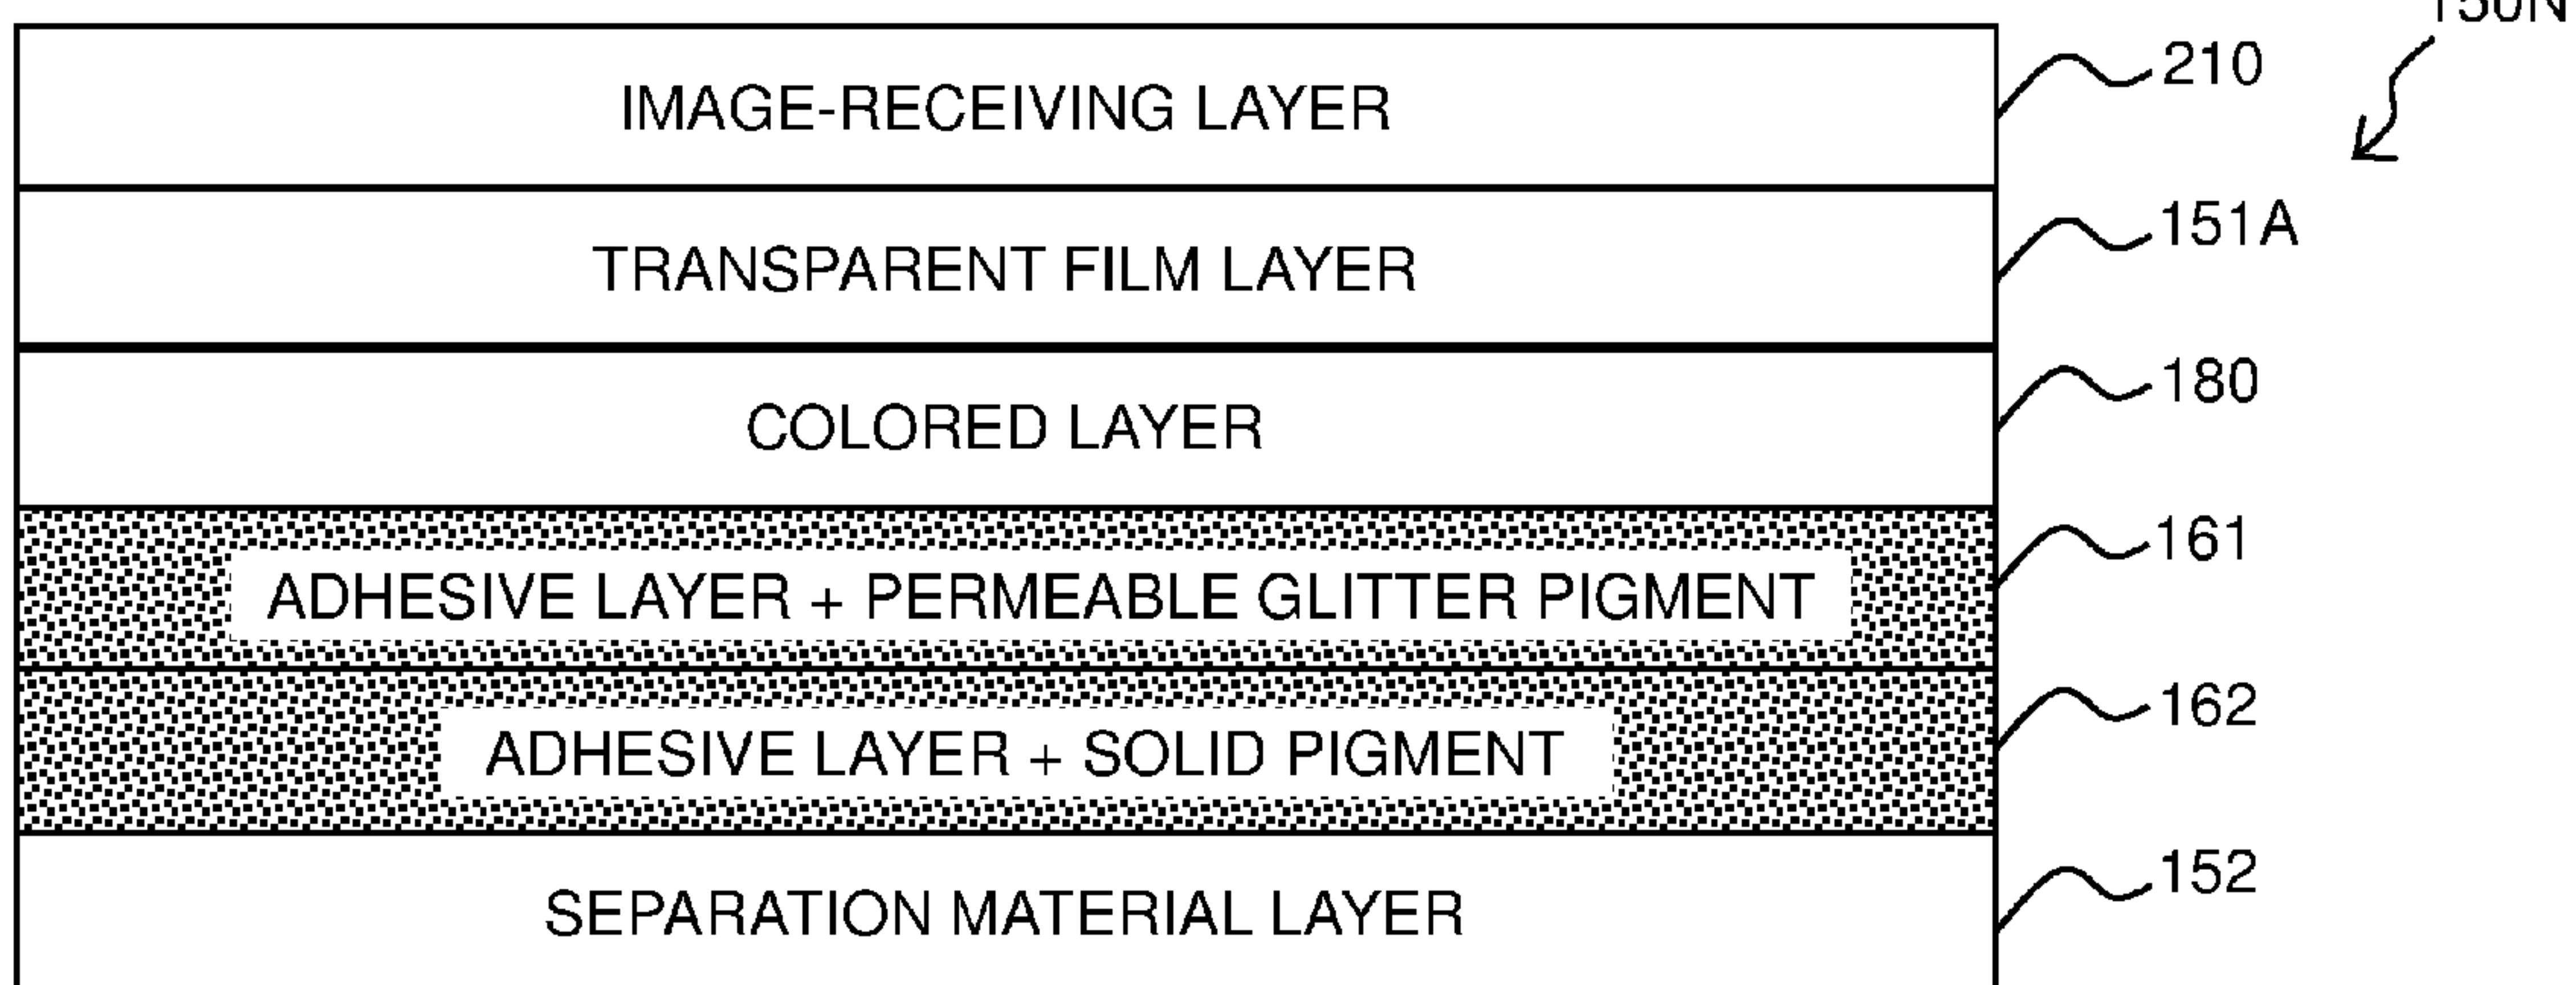 150N
IMAGE-RECEIVING LAYER 210
TRANSPARENT FILM LAYER 151A
COLORED LAYER 180
ADHESIVE LAYER + PERMEABLE GLITTER PIGMENT 161
ADHESIVE LAYER + SOLID PIGMENT 162
SEPARATION MATERIAL LAYER 152